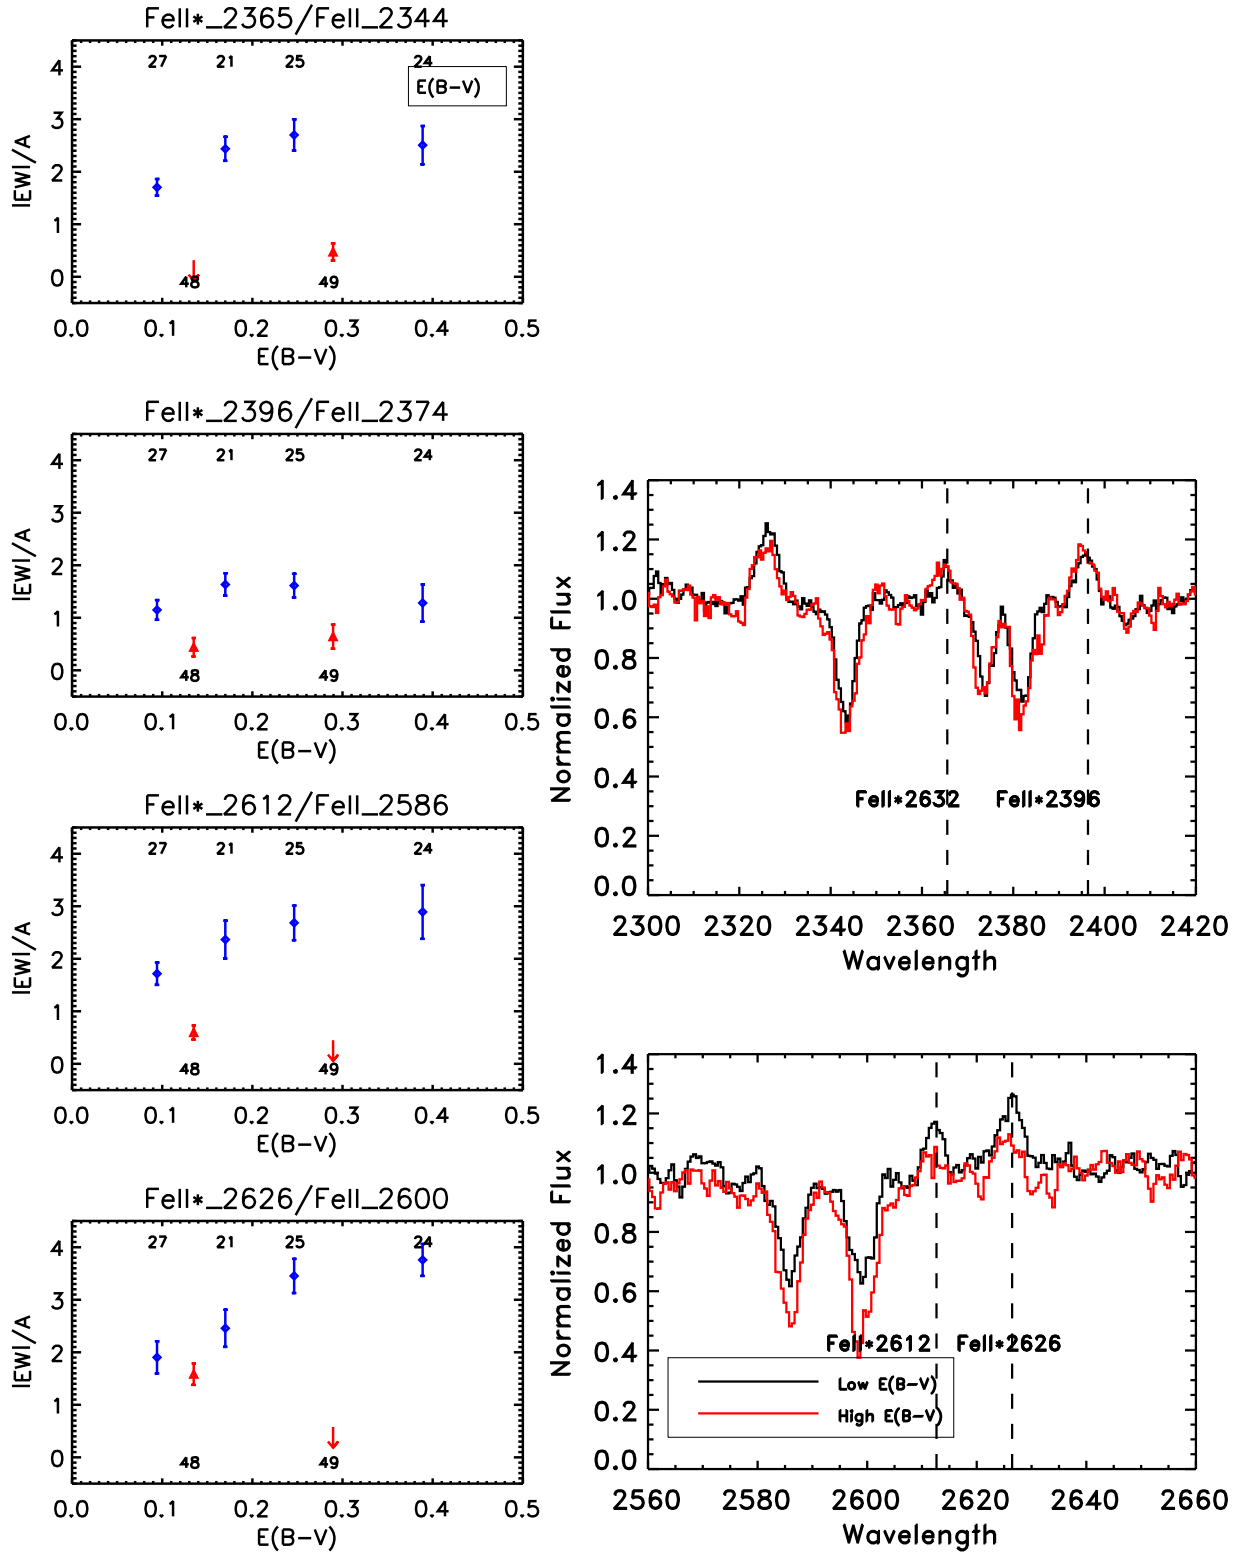 FeII*_2365/FeII_2344
27 21 25 24
E(B-V)
4
3
2
1
0
|EW|/A
48 49
0.0 0.1 0.2 0.3 0.4 0.5
E(B-V)
FeII*_2396/FeII_2374
27 21 25 24
4
3
2
1
0
|EW|/A
48 49
0.0 0.1 0.2 0.3 0.4 0.5
E(B-V)
FeII*_2612/FeII_2586
27 21 25 24
4
3
2
1
0
|EW|/A
48 49
0.0 0.1 0.2 0.3 0.4 0.5
E(B-V)
FeII*_2626/FeII_2600
27 21 25 24
4
3
2
1
0
|EW|/A
48 49
0.0 0.1 0.2 0.3 0.4 0.5
E(B-V)
1.4
1.2
1.0
0.8
0.6
0.4
0.2
0.0
Normalized Flux
FeII*2632 FeII*2396
2300 2320 2340 2360 2380 2400 2420
Wavelength
1.4
1.2
1.0
0.8
0.6
0.4
0.2
0.0
Normalized Flux
FeII*2612 FeII*2626
Low E(B-V)
High E(B-V)
2560 2580 2600 2620 2640 2660
Wavelength